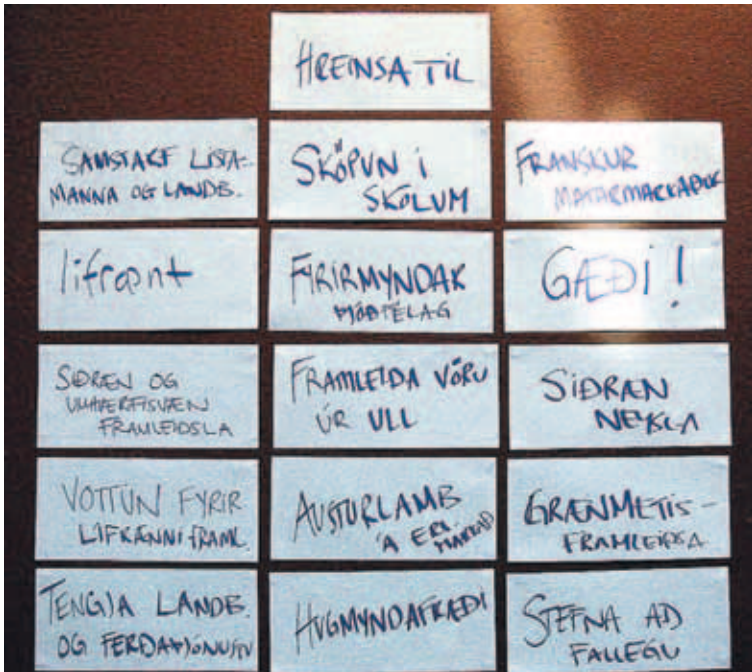 HREINSA TIL
SAMSTARF LISTA-
MANNA OG LANDB.
SKÖPUN Í
SKÓLUM
FRANSKUR
MATARMARKAÐUR
lífrænt
FYRIRMYNDAR
ÞJÓÐFÉLAG
GÆÐI!
SIÐRÆN OG
UMHVERFISVÆN
FRAMLEIÐSLA
FRAMLEIÐA VÖRU
ÚR ULL
SIÐRÆN
NEYSLA
VOTTUN FYRIR
LÍFRÆNNI FRAML.
AUSTURLAMB
Á ERL. MARKAÐ
GRÆNMETIS-
FRAMLEIÐSLA
TENGJA LANDB.
OG FERÐAÞJÓNUSTU
HUGMYNDAFRÆÐI
STEFNA AÐ
FALLEGU